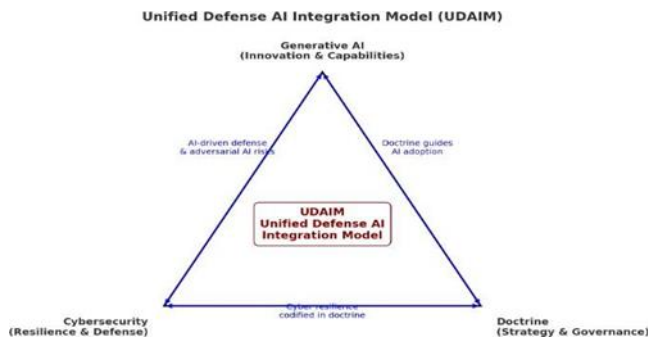 Unified Defense AI Integration Model (UDAIM)
Generative AI
(Innovation & Capabilities)
AI-driven defense
& adversarial AI risks
Doctrine guides
AI adoption
UDAIM
Unified Defense AI
Integration Model
Cyber resilience
codified in doctrine
Cybersecurity
(Resilience & Defense)
Doctrine
(Strategy & Governance)